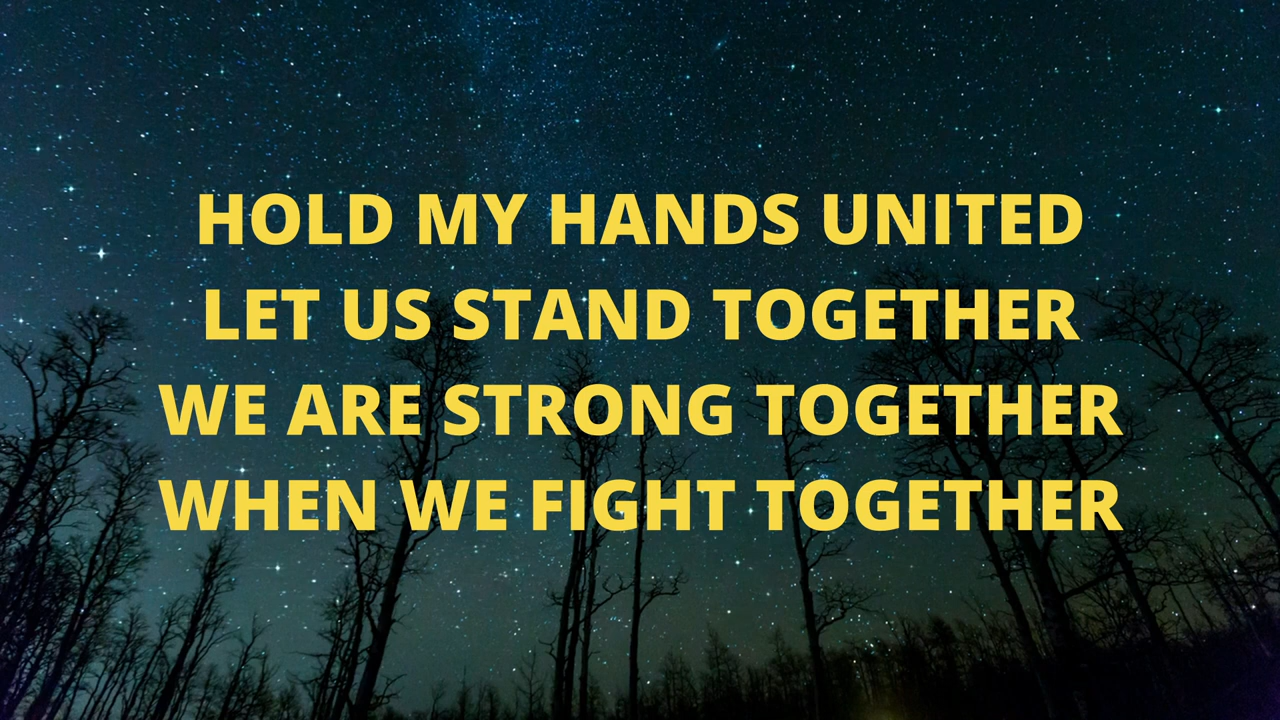 HOLD MY HANDS UNITED
LET US STAND TOGETHER
WE ARE STRONG TOGETHER
WHEN WE FIGHT TOGETHER